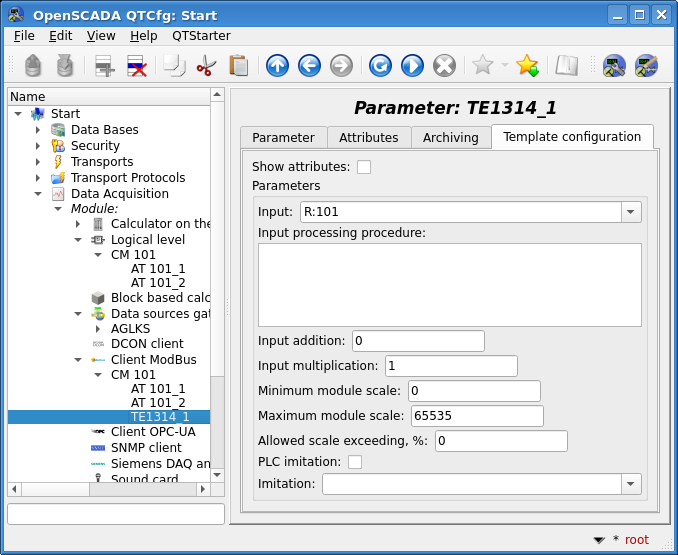 OpenSCADA QTCfg: Start
File Edit View Help QTStarter
Name
Start
Data Bases
Security
Transports
Transport Protocols
Data Acquisition
Module:
Calculator on the
Logical level
CM 101
AT 101_1
AT 101_2
Block based calc
Data sources gat
AGLKS
DCON client
Client ModBus
CM 101
AT 101_1
AT 101_2
TE1314_1
Client OPC-UA
SNMP client
Siemens DAQ an
Sound card
Parameter: TE1314_1
Parameter Attributes Archiving Template configuration
Show attributes:
Parameters
Input: R:101
Input processing procedure:
Input addition: 0
Input multiplication: 1
Minimum module scale: 0
Maximum module scale: 65535
Allowed scale exceeding, %: 0
PLC imitation:
Imitation:
* root